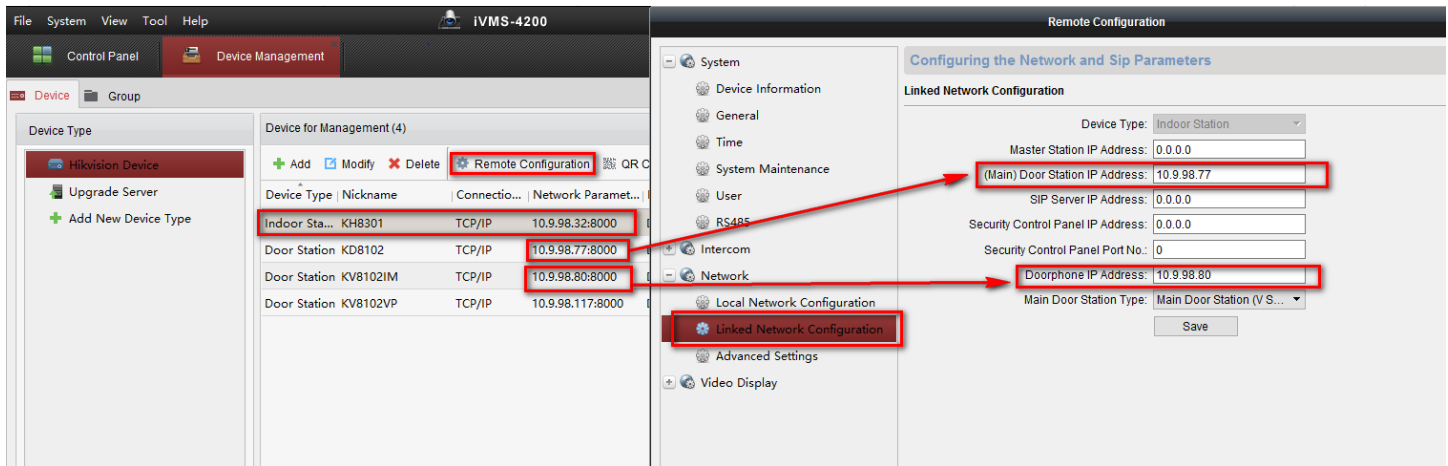 File System View Tool Help
iVMS-4200
Control Panel
Device Management
Device
Group
Device Type
Hikvision Device
Upgrade Server
Add New Device Type
Device for Management (4)
Add Modify Delete Remote Configuration QR C
Device Type Nickname Connectio... Network Paramet...
Indoor Sta... KH8301 TCP/IP 10.9.98.32:8000
Door Station KD8102 TCP/IP 10.9.98.77:8000
Door Station KV8102IM TCP/IP 10.9.98.80:8000
Door Station KV8102VP TCP/IP 10.9.98.117:8000
Remote Configuration
System
Device Information
General
Time
System Maintenance
User
RS485
Intercom
Network
Local Network Configuration
Linked Network Configuration
Advanced Settings
Video Display
Configuring the Network and Sip Parameters
Linked Network Configuration
Device Type: Indoor Station
Master Station IP Address: 0.0.0.0
(Main) Door Station IP Address: 10.9.98.77
SIP Server IP Address: 0.0.0.0
Security Control Panel IP Address: 0.0.0.0
Security Control Panel Port No.: 0
Doorphone IP Address: 10.9.98.80
Main Door Station Type: Main Door Station (V S...
Save